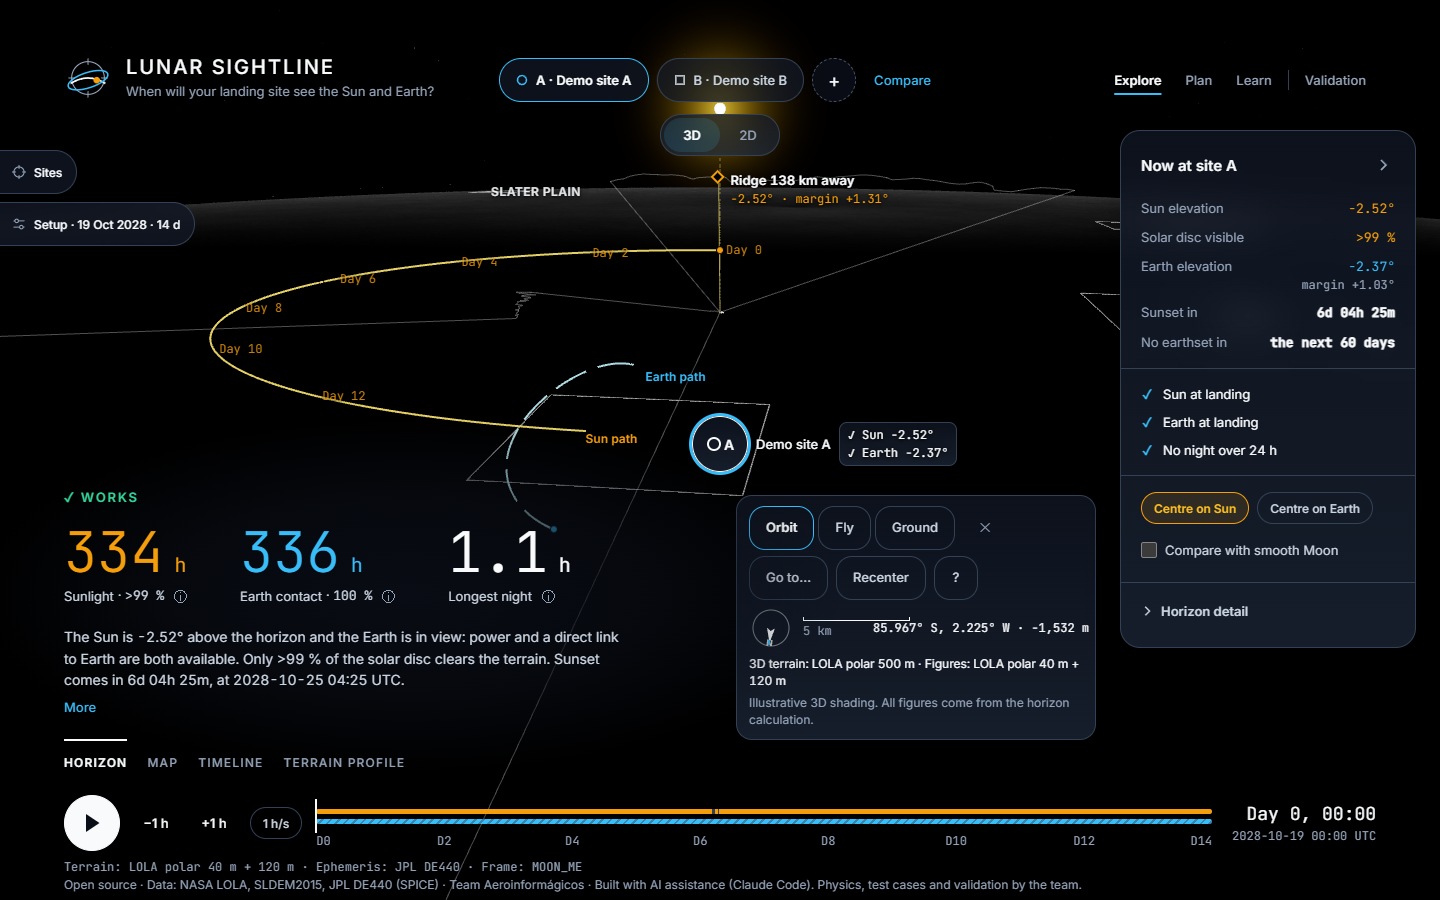 LUNAR SIGHTLINE
When will your landing site see the Sun and Earth?
A · Demo site A
B · Demo site B
+
Compare
Explore
Plan
Learn
Validation
3D
2D
Sites
Setup · 19 Oct 2028 · 14 d
SLATER PLAIN
Ridge 138 km away
-2.52° · margin +1.31°
Day 0
Day 2
Day 4
Day 6
Day 8
Day 10
Day 12
Earth path
Sun path
A
Demo site A
✓ Sun -2.52°
✓ Earth -2.37°
Now at site A
Sun elevation -2.52°
Solar disc visible >99 %
Earth elevation -2.37°
margin +1.03°
Sunset in 6d 04h 25m
No earthset in the next 60 days
✓ Sun at landing
✓ Earth at landing
✓ No night over 24 h
Centre on Sun
Centre on Earth
Compare with smooth Moon
Horizon detail
✓ WORKS
334 h
336 h
1.1 h
Sunlight · >99 %
Earth contact · 100 %
Longest night
The Sun is -2.52° above the horizon and the Earth is in view: power and a direct link
to Earth are both available. Only >99 % of the solar disc clears the terrain. Sunset
comes in 6d 04h 25m, at 2028-10-25 04:25 UTC.
More
Orbit
Fly
Ground
×
Go to...
Recenter
?
N
5 km
85.967° S, 2.225° W · -1,532 m
3D terrain: LOLA polar 500 m · Figures: LOLA polar 40 m +
120 m
Illustrative 3D shading. All figures come from the horizon
calculation.
HORIZON
MAP
TIMELINE
TERRAIN PROFILE
−1 h
+1 h
1 h/s
D0
D2
D4
D6
D8
D10
D12
D14
Day 0, 00:00
2028-10-19 00:00 UTC
Terrain: LOLA polar 40 m + 120 m · Ephemeris: JPL DE440 · Frame: MOON_ME
Open source · Data: NASA LOLA, SLDEM2015, JPL DE440 (SPICE) · Team Aeroinformágicos · Built with AI assistance (Claude Code). Physics, test cases and validation by the team.